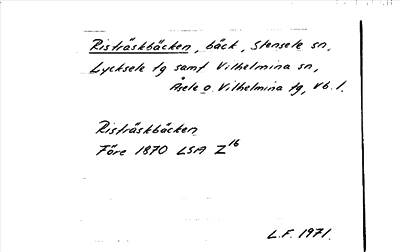 Risträskbäcken, bäck, Stensele sn,
Lycksele tg samt Vilhelmina sn,
Åsele o. Vilhelmina tg, Vb. l.
Risträskbäcken
Före 1870 LSA Z16
L.F. 1971.